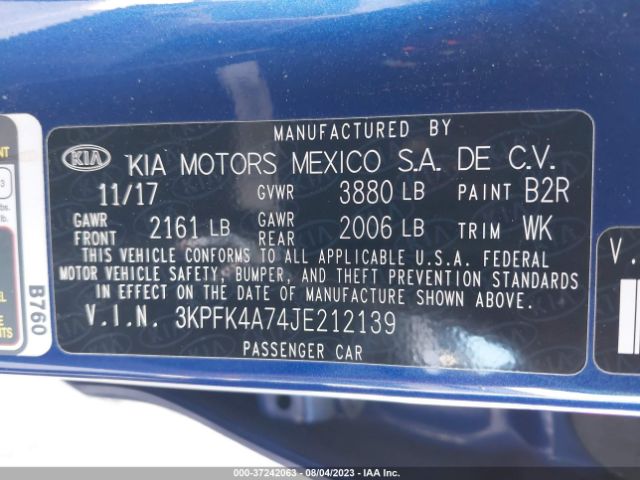 MANUFACTURED BY
KIA KIA MOTORS MEXICO S.A. DE C.V.
11/17 GVWR 3880 LB PAINT B2R
GAWR FRONT 2161 LB GAWR REAR 2006 LB TRIM WK
THIS VEHICLE CONFORMS TO ALL APPLICABLE U.S.A. FEDERAL
MOTOR VEHICLE SAFETY, BUMPER, AND THEFT PREVENTION STANDARDS
IN EFFECT ON THE DATE OF MANUFACTURE SHOWN ABOVE.
V.I.N. 3KPFK4A74JE212139
PASSENGER CAR
B760
V.
000-37242063 - 08/04/2023 - IAA Inc.